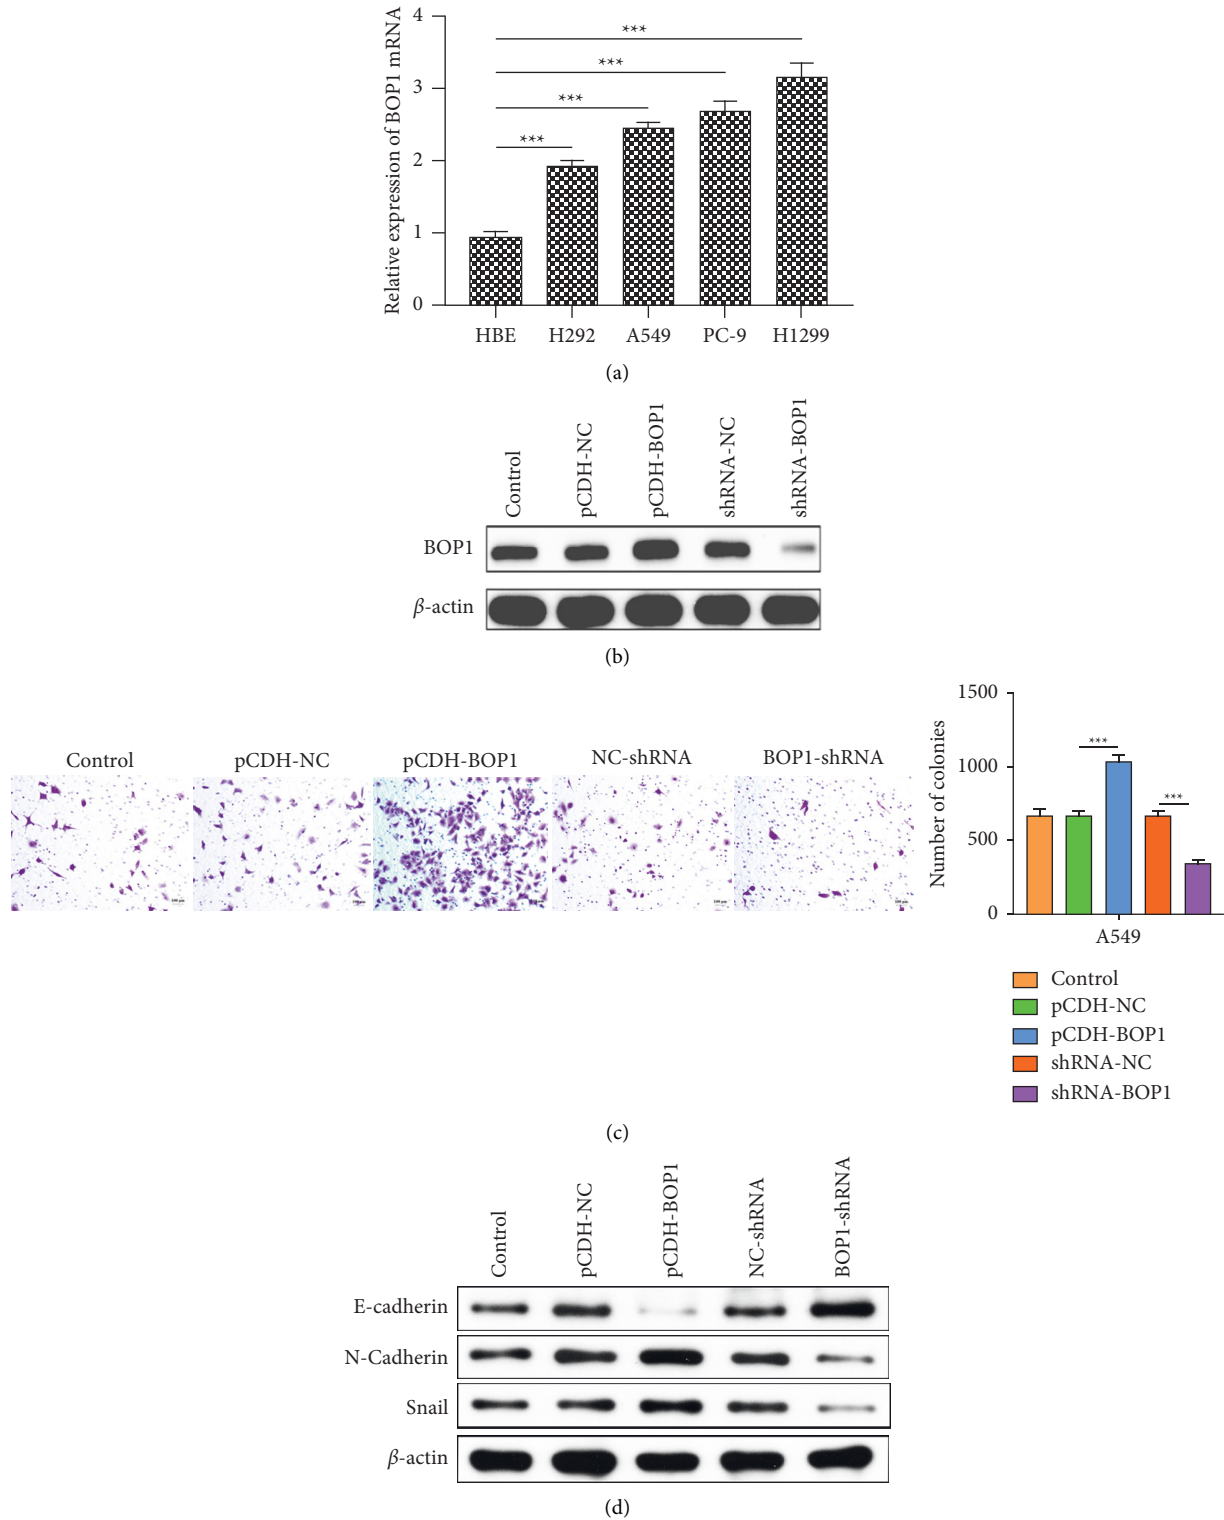 Relative expression of BOP1 mRNA
4
3
2
1
0
***
***
***
***
HBE H292 A549 PC-9 H1299
(a)
Control pCDH-NC pCDH-BOP1 shRNA-NC shRNA-BOP1
BOP1
β-actin
(b)
Control pCDH-NC pCDH-BOP1 NC-shRNA BOP1-shRNA
100 μm
Number of colonies
1500
1000
500
0
***
***
A549
Control
pCDH-NC
pCDH-BOP1
shRNA-NC
shRNA-BOP1
(c)
Control pCDH-NC pCDH-BOP1 NC-shRNA BOP1-shRNA
E-cadherin
N-Cadherin
Snail
β-actin
(d)